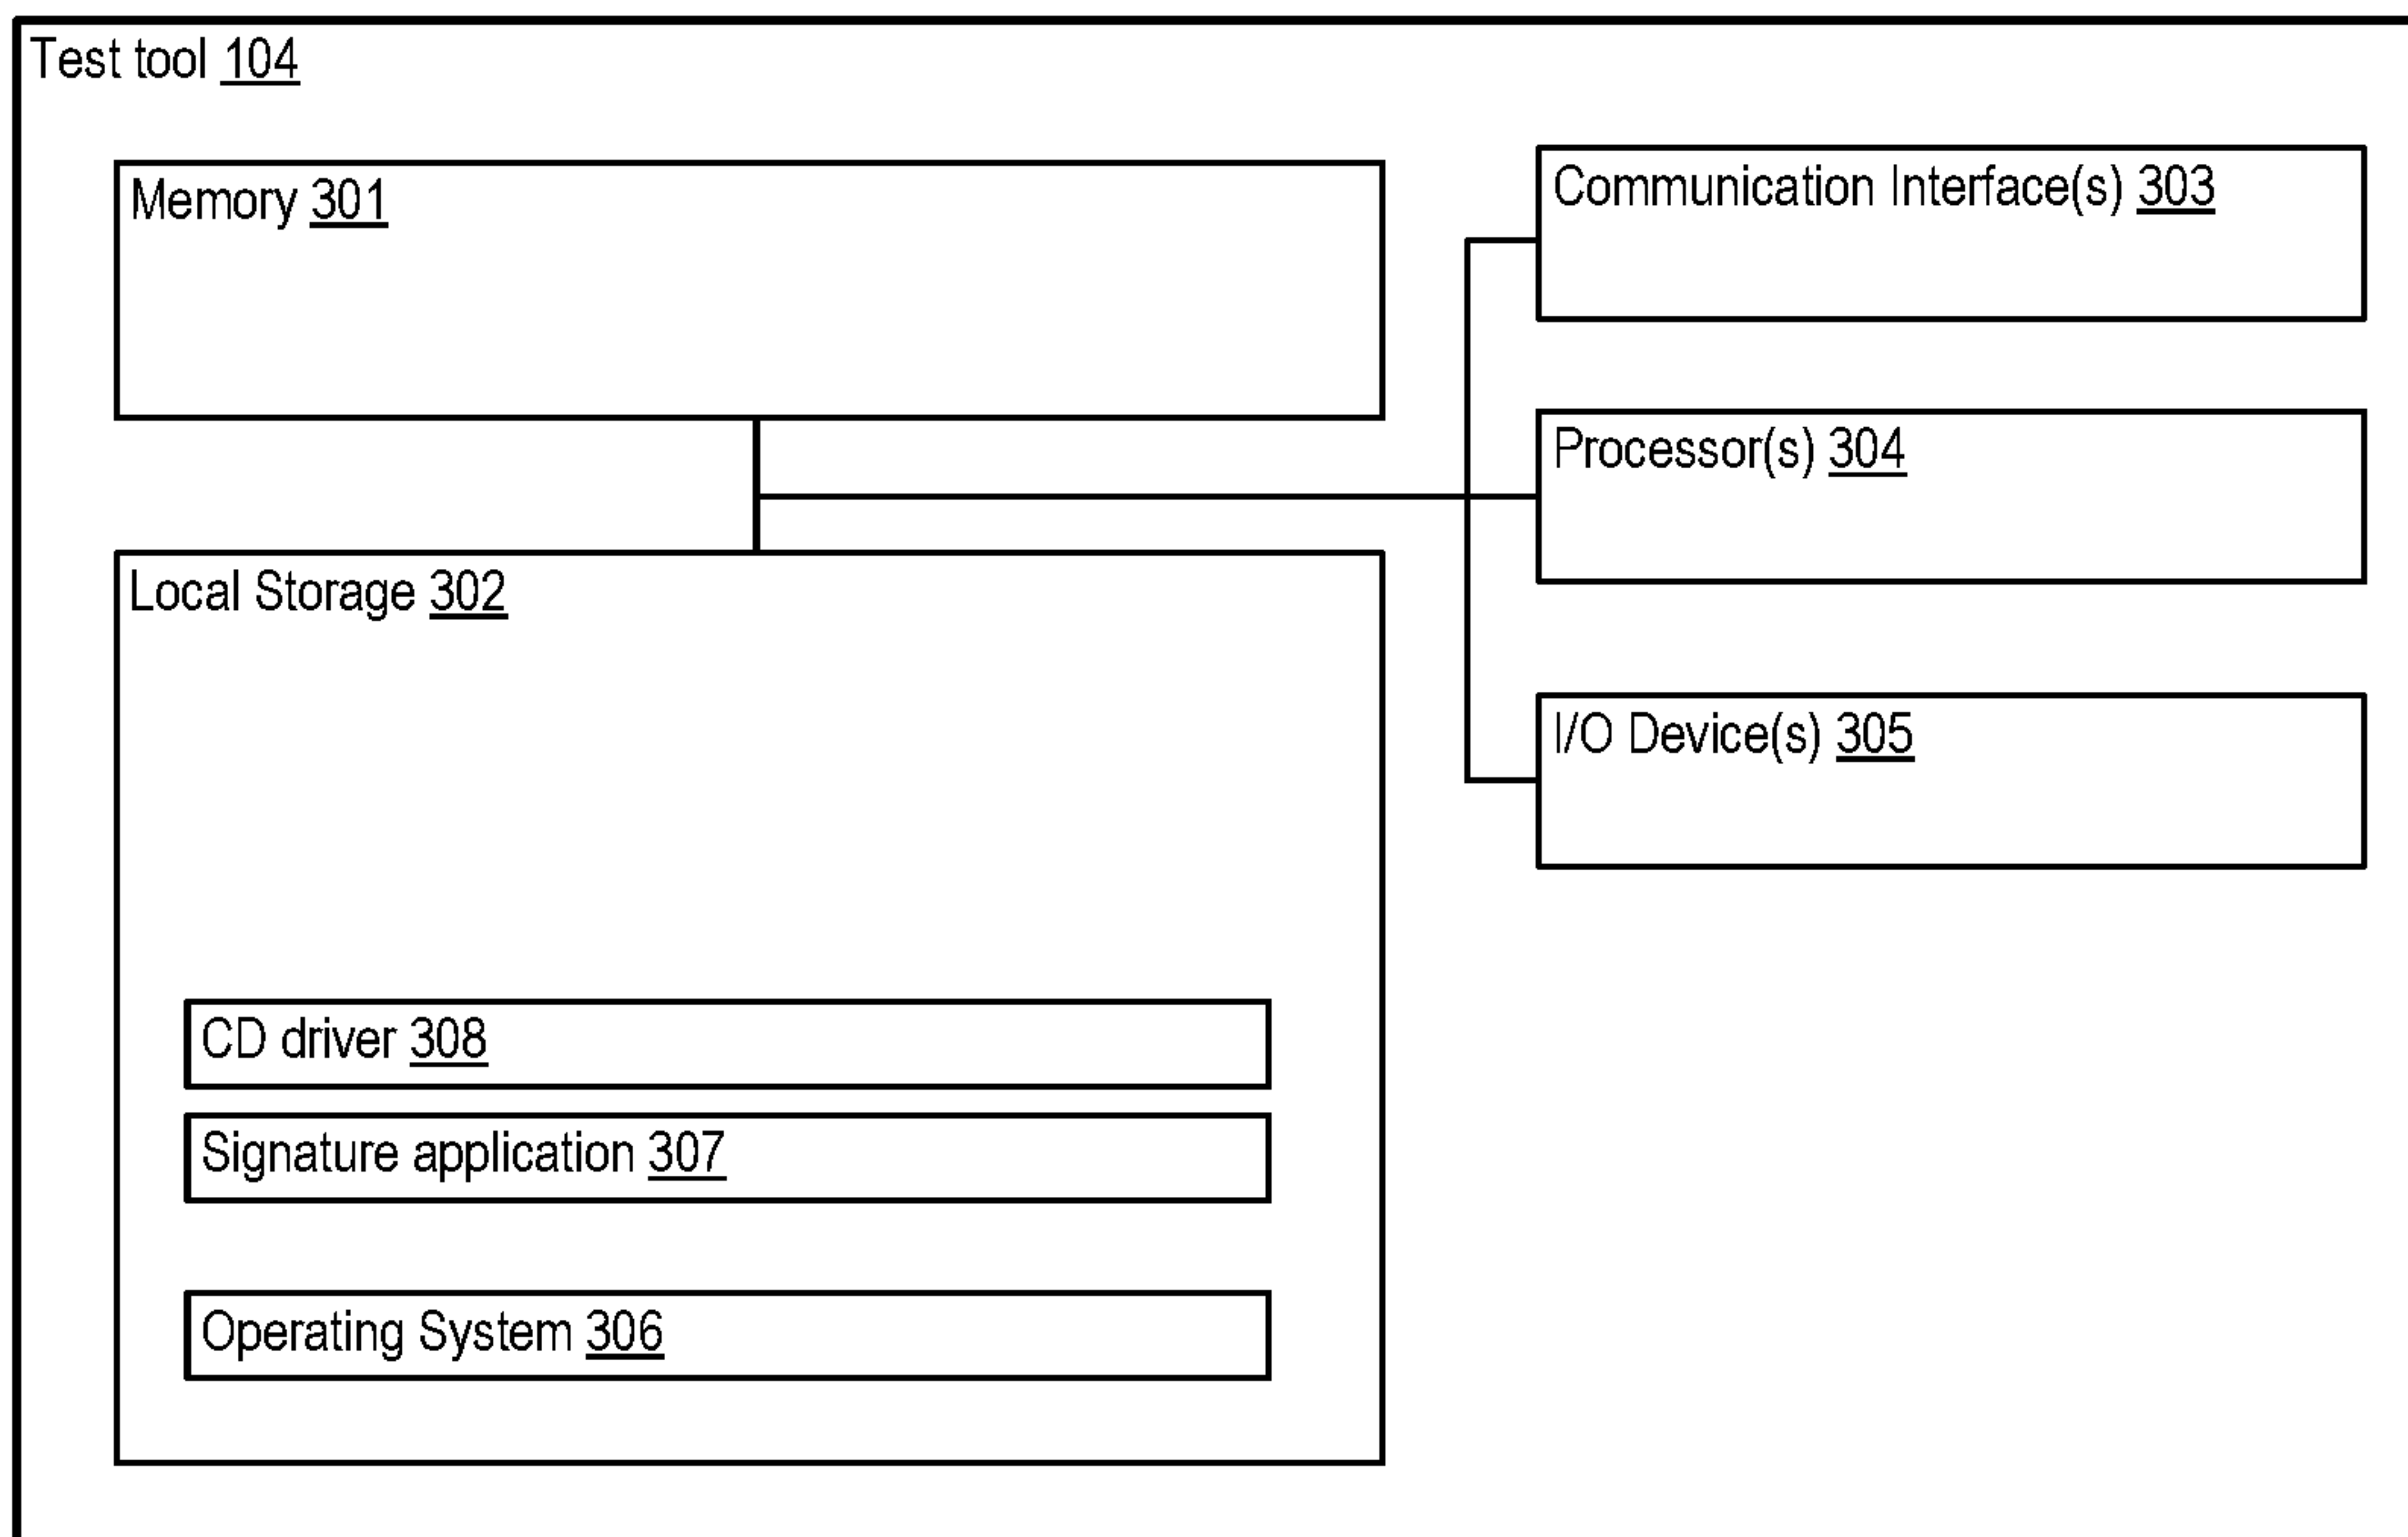 Test tool 104
Memory 301
Communication Interface(s) 303
Processor(s) 304
Local Storage 302
I/O Device(s) 305
CD driver 308
Signature application 307
Operating System 306